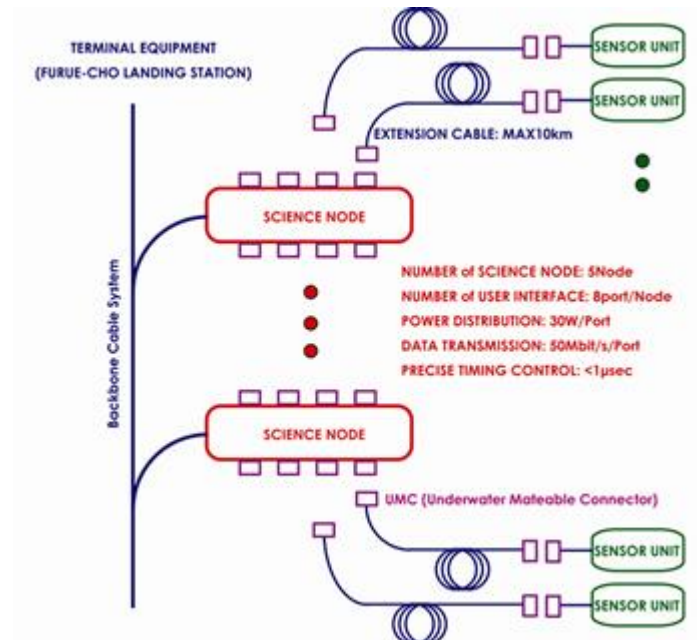 TERMINAL EQUIPMENT
(FURUE-CHO LANDING STATION)
SENSOR UNIT
SENSOR UNIT
EXTENSION CABLE: MAX10km
SCIENCE NODE
Backbone Cable System
NUMBER of SCIENCE NODE: 5Node
NUMBER of USER INTERFACE: 8port/Node
POWER DISTRIBUTION: 30W/Port
DATA TRANSMISSION: 50Mbit/s/Port
PRECISE TIMING CONTROL: <1μsec
SCIENCE NODE
UMC (Underwater Mateable Connector)
SENSOR UNIT
SENSOR UNIT